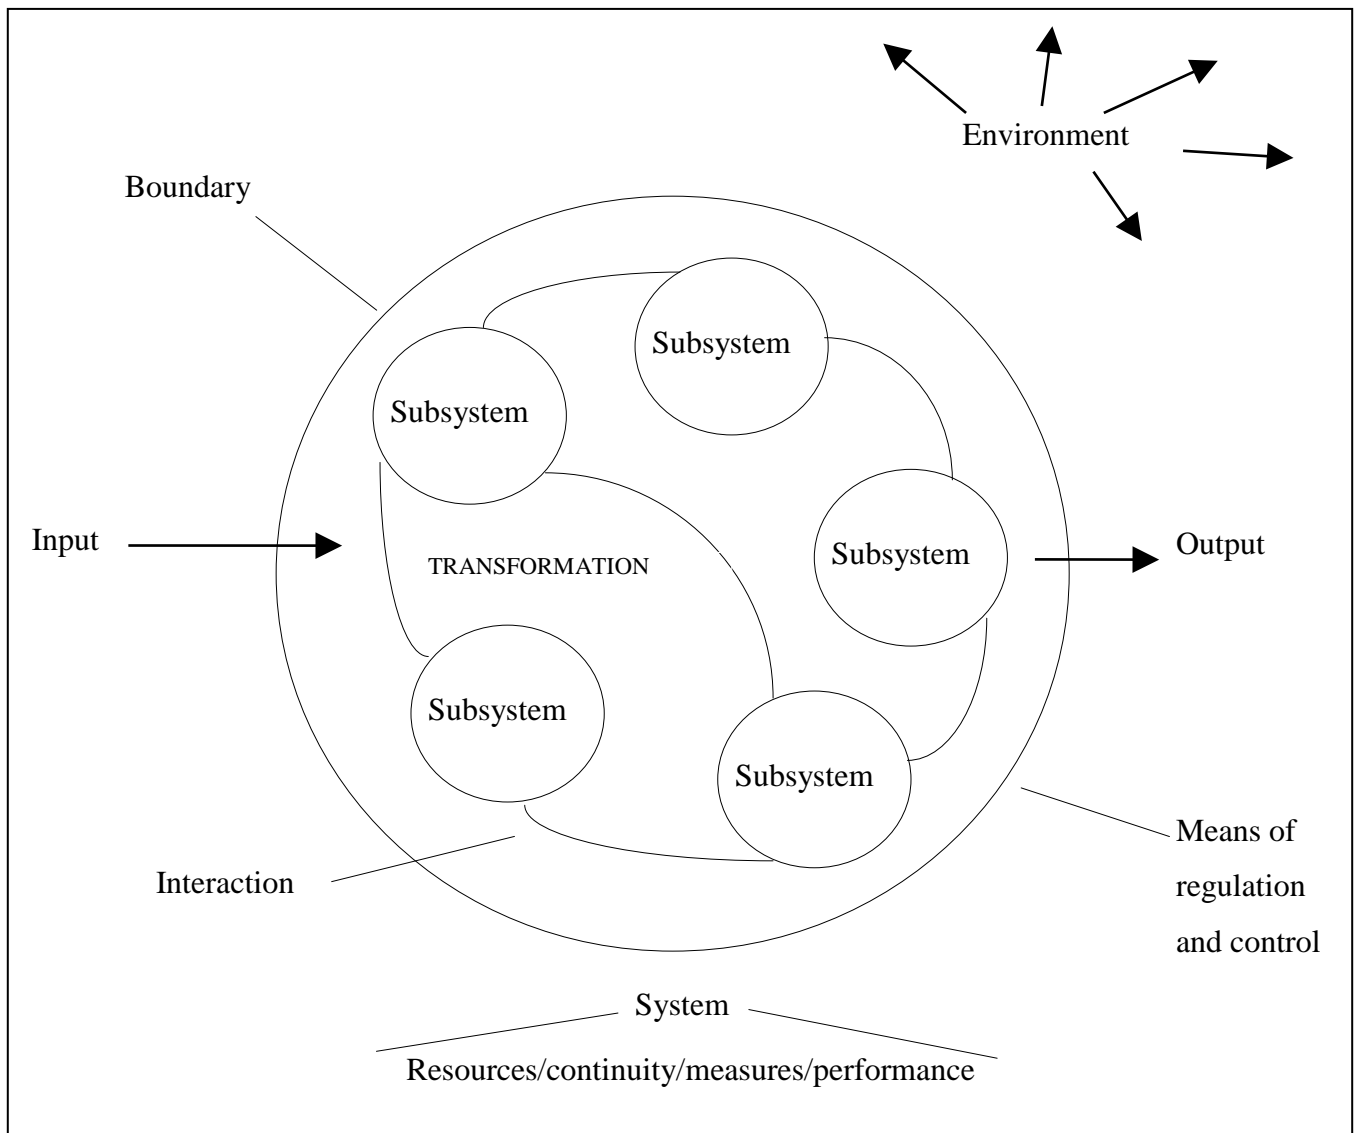 Environment
Boundary
Subsystem
Subsystem
Input
TRANSFORMATION
Subsystem
Output
Subsystem
Subsystem
Interaction
Means of
regulation
and control
System
Resources/continuity/measures/performance